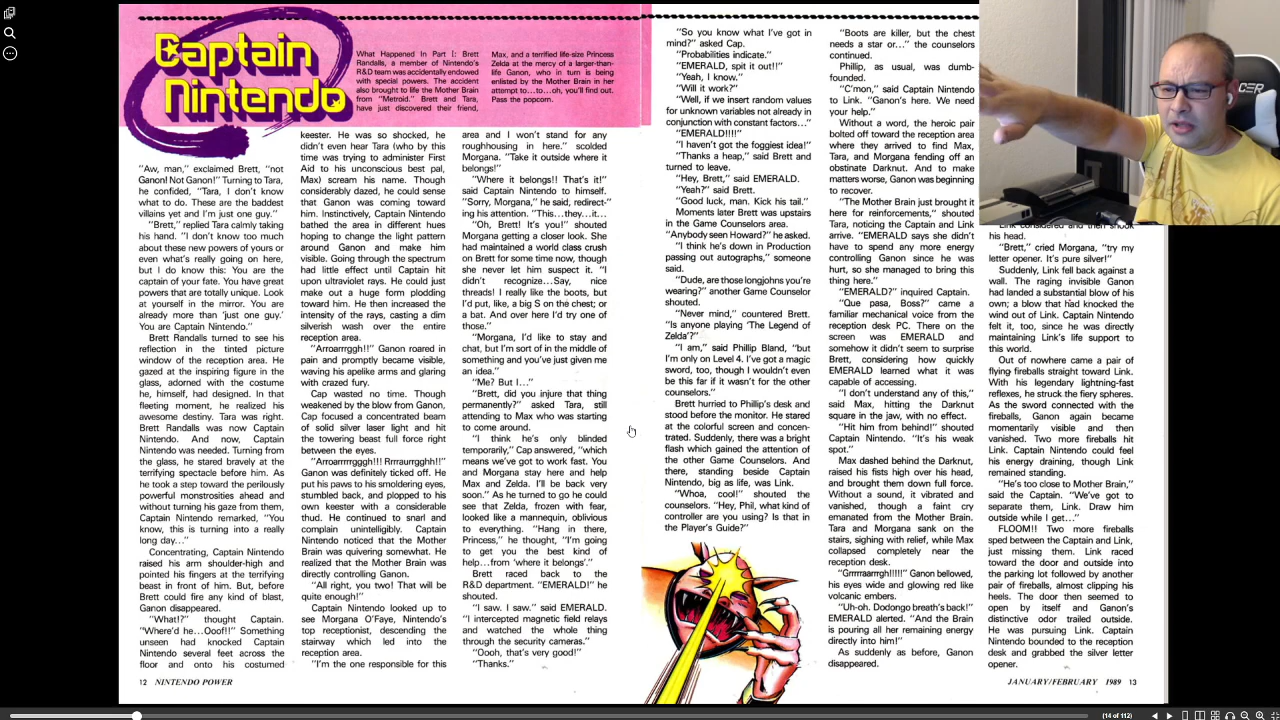 Captain
Nintendo
What Happened In Part I: Brett
Randalls, a member of Nintendo's
R&D team was accidentally endowed
with special powers. The accident
also brought to life the Mother Brain
from "Metroid." Brett and Tara,
have just discovered their friend,
Max, and a terrified life-size Princess
Zelda at the mercy of a larger-than-
life Ganon, who in turn is being
enlisted by the Mother Brain in her
attempt to...to...oh, you'll find out.
Pass the popcorn.
"Aw, man," exclaimed Brett, "not
Ganon! Not Ganon!" Turning to Tara,
he confided, "Tara, I don't know
what to do. These are the baddest
villains yet and I'm just one guy."
"Brett," replied Tara calmly taking
his hand. "I don't know too much
about these new powers of yours or
even what's really going on here,
but I do know this: You are the
captain of your fate. You have great
powers that are totally unique. Look
at yourself in the mirror. You are
already more than 'just one guy.'
You are Captain Nintendo."
Brett Randalls turned to see his
reflection in the tinted picture
window of the reception area. He
gazed at the inspiring figure in the
glass, adorned with the costume
he, himself, had designed. In that
fleeting moment, he realized his
awesome destiny. Tara was right.
Brett Randalls was now Captain
Nintendo. And now, Captain
Nintendo was needed. Turning from
the glass, he stared bravely at the
terrifying spectacle before him. As
he took a step toward the perilously
powerful monstrosities ahead and
without turning his gaze from them,
Captain Nintendo remarked, "You
know, this is turning into a really
long day..."
Concentrating, Captain Nintendo
raised his arm shoulder-high and
pointed his fingers at the terrifying
beast in front of him. But, before
Brett could fire any kind of blast,
Ganon disappeared.
"What!?" thought Captain.
"Where'd he...Ooof!!" Something
unseen had knocked Captain
Nintendo several feet across the
floor and onto his costumed
keester. He was so shocked, he
didn't even hear Tara (who by this
time was trying to administer First
Aid to his unconscious best pal,
Max) scream his name. Though
considerably dazed, he could sense
that Ganon was coming toward
him. Instinctively, Captain Nintendo
bathed the area in different hues
hoping to change the light pattern
around Ganon and make him
visible. Going through the spectrum
had little effect until Captain hit
upon ultraviolet rays. He could just
make out a huge form plodding
toward him. He then increased the
intensity of the rays, casting a dim
silverish wash over the entire
reception area.
"Arroarrrggh!!" Ganon roared in
pain and promptly became visible,
waving his apelike arms and glaring
with crazed fury.
Cap wasted no time. Though
weakened by the blow from Ganon,
Cap focused a concentrated beam
of solid silver laser light and hit
the towering beast full force right
between the eyes.
"Arroarrrrgggh!!! Rrrraurrgghh!!"
Ganon was definitely ticked off. He
put his paws to his smoldering eyes,
stumbled back, and plopped to his
own keester with a considerable
thud. He continued to snarl and
complain unintelligibly. Captain
Nintendo noticed that the Mother
Brain was quivering somewhat. He
realized that the Mother Brain was
directly controlling Ganon.
"All right, you two! That will be
quite enough!"
Captain Nintendo looked up to
see Morgana O'Faye, Nintendo's
top receptionist, descending the
stairway which led into the
reception area.
"I'm the one responsible for this
area and I won't stand for any
roughhousing in here." scolded
Morgana. "Take it outside where it
belongs!"
"Where it belongs!! That's it!"
said Captain Nintendo to himself.
"Sorry, Morgana," he said, redirect-
ing his attention. "This...they...it...
"Oh, Brett! It's you!" shouted
Morgana getting a closer look. She
had maintained a world class crush
on Brett for some time now, though
she never let him suspect it. "I
didn't recognize...Say, nice
threads! I really like the boots, but
I'd put, like, a big S on the chest; or
a bat. And over here I'd try one of
those."
"Morgana, I'd like to stay and
chat, but I'm sort of in the middle of
something and you've just given me
an idea."
"Me? But I..."
"Brett, did you injure that thing
permanently?" asked Tara, still
attending to Max who was starting
to come around.
"I think he's only blinded
temporarily," Cap answered, "which
means we've got to work fast. You
and Morgana stay here and help
Max and Zelda. I'll be back very
soon." As he turned to go he could
see that Zelda, frozen with fear,
looked like a mannequin, oblivious
to everything. "Hang in there,
Princess," he thought, "I'm going
to get you the best kind of
help...from 'where it belongs'."
Brett raced back to the
R&D department. "EMERALD!" he
shouted.
"I saw. I saw." said EMERALD.
"I intercepted magnetic field relays
and watched the whole thing
through the security cameras."
"Oooh, that's very good!"
"Thanks."
12 NINTENDO POWER
"So you know what I've got in
mind?" asked Cap.
"Probabilities indicate."
"EMERALD, spit it out!!"
"Yeah, I know."
"Will it work?"
"Well, if we insert random values
for unknown variables not already in
conjunction with constant factors..."
"EMERALD!!!!"
"I haven't got the foggiest idea!"
"Thanks a heap," said Brett and
turned to leave.
"Hey, Brett," said EMERALD.
"Yeah?" said Brett.
"Good luck, man. Kick his tail."
Moments later Brett was upstairs
in the Game Counselors area.
"Anybody seen Howard?" he asked.
"I think he's down in Production
passing out autographs," someone
said.
"Dude, are those longjohns you're
wearing?" another Game Counselor
shouted.
"Never mind," countered Brett.
"Is anyone playing 'The Legend of
Zelda'?"
"I am," said Phillip Bland, "but
I'm only on Level 4. I've got a magic
sword, too, though I wouldn't even
be this far if it wasn't for the other
counselors."
Brett hurried to Phillip's desk and
stood before the monitor. He stared
at the colorful screen and concen-
trated. Suddenly, there was a bright
flash which gained the attention of
the other Game Counselors. And
there, standing beside Captain
Nintendo, big as life, was Link.
"Whoa, cool!" shouted the
counselors. "Hey, Phil, what kind of
controller are you using? Is that in
the Player's Guide?"
"Boots are killer, but the chest
needs a star or..." the counselors
continued.
Phillip, as usual, was dumb-
founded.
"C'mon," said Captain Nintendo
to Link. "Ganon's here. We need
your help."
Without a word, the heroic pair
bolted off toward the reception area
where they arrived to find Max,
Tara, and Morgana fending off an
obstinate Darknut. And to make
matters worse, Ganon was beginning
to recover.
"The Mother Brain just brought it
here for reinforcements," shouted
Tara, noticing the Captain and Link
arrive. "EMERALD says she didn't
have to spend any more energy
controlling Ganon since he was
hurt, so she managed to bring this
thing here."
"EMERALD?" inquired Captain.
"Que pasa, Boss?" came a
familiar mechanical voice from the
reception desk PC. There on the
screen was EMERALD and
somehow it didn't seem to surprise
Brett, considering how quickly
EMERALD learned what it was
capable of accessing.
"I don't understand any of this,"
said Max, hitting the Darknut
square in the jaw, with no effect.
"Hit him from behind!" shouted
Captain Nintendo. "It's his weak
spot."
Max dashed behind the Darknut,
raised his fists high over his head,
and brought them down full force.
Without a sound, it vibrated and
vanished, though a faint cry
emanated from the Mother Brain.
Tara and Morgana sank on the
stairs, sighing with relief, while Max
collapsed completely near the
reception desk.
"Grrrraarrrgh!!!!!" Ganon bellowed,
his eyes wide and glowing red like
volcanic embers.
"Uh-oh. Dodongo breath's back!"
EMERALD alerted. "And the Brain
is pouring all her remaining energy
directly into him!"
As suddenly as before, Ganon
disappeared.
Link considered and then shook
his head.
"Brett," cried Morgana, "try my
letter opener. It's pure silver!"
Suddenly, Link fell back against a
wall. The raging invisible Ganon
had landed a substantial blow of his
own; a blow that had knocked the
wind out of Link. Captain Nintendo
felt it, too, since he was directly
maintaining Link's life support to
this world.
Out of nowhere came a pair of
flying fireballs straight toward Link.
With his legendary lightning-fast
reflexes, he struck the fiery spheres.
As the sword connected with the
fireballs, Ganon again became
momentarily visible and then
vanished. Two more fireballs hit
Link. Captain Nintendo could feel
his energy draining, though Link
remained standing.
"He's too close to Mother Brain,"
said the Captain. "We've got to
separate them, Link. Draw him
outside while I get..."
FLOOM!! Two more fireballs
sped between the Captain and Link,
just missing them. Link raced
toward the door and outside into
the parking lot followed by another
pair of fireballs, almost clipping his
heels. The door then seemed to
open by itself and Ganon's
distinctive odor trailed outside.
He was pursuing Link. Captain
Nintendo bounded to the reception
desk and grabbed the silver letter
opener.
JANUARY/FEBRUARY 1989 13
(14 of 112)